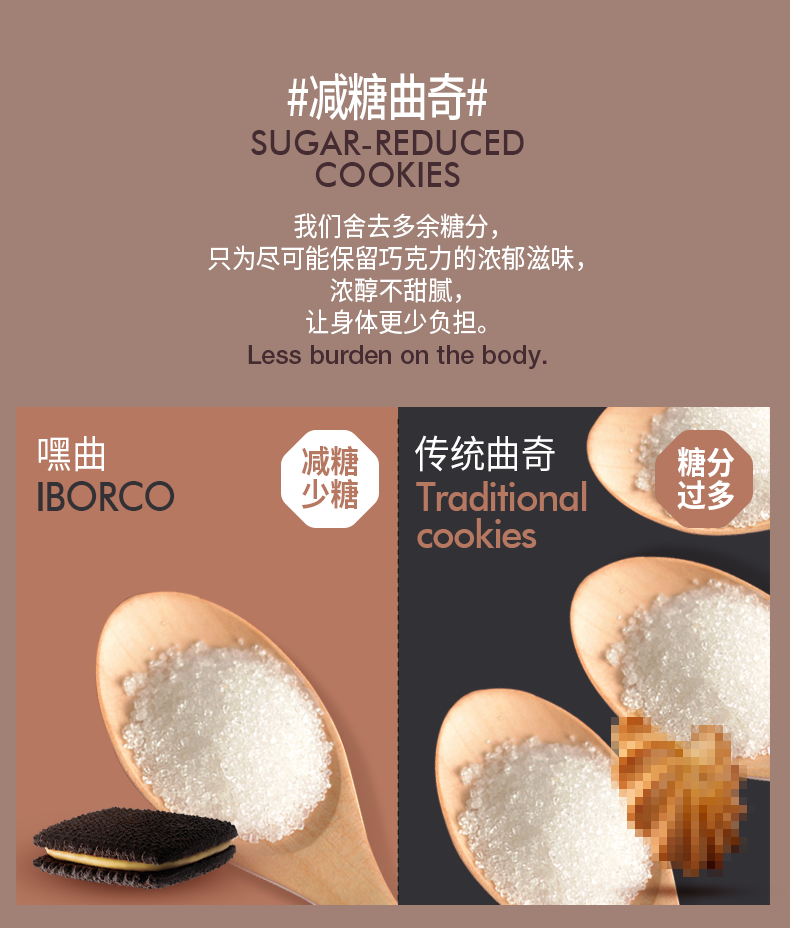 #减糖曲奇#
SUGAR-REDUCED
COOKIES
我们舍去多余糖分，
只为尽可能保留巧克力的浓郁滋味，
浓醇不甜腻，
让身体更少负担。
Less burden on the body.
嘿曲
IBORCO
减糖
少糖
传统曲奇
Traditional
cookies
糖分
过多